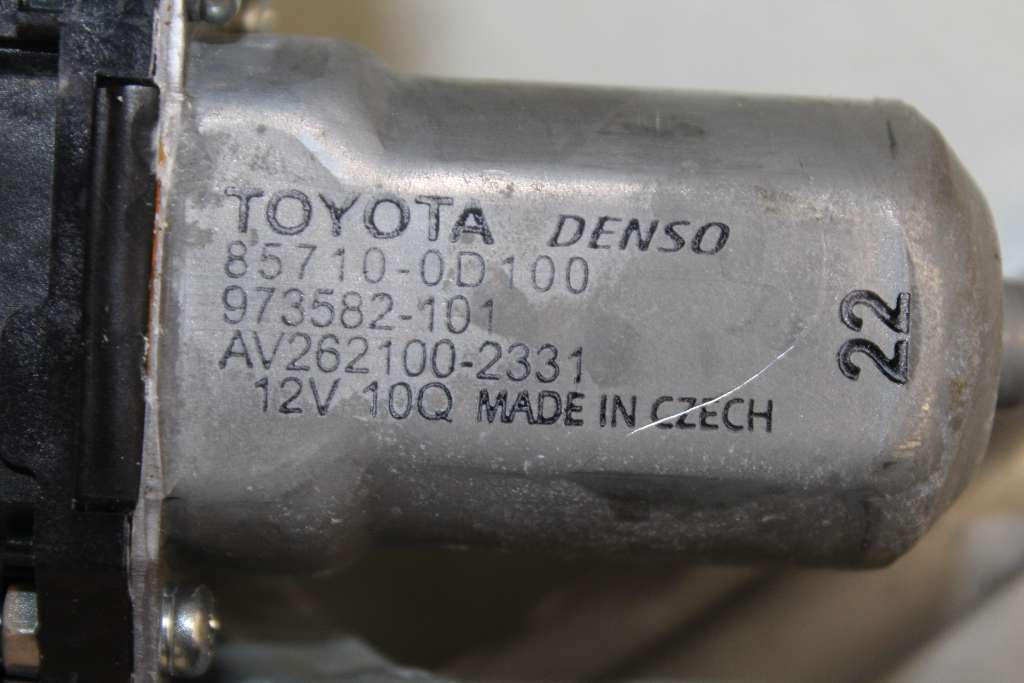 TOYOTA DENSO
85710-0D100
973582-101
AV262100-2331
12V 10Q MADE IN CZECH
22